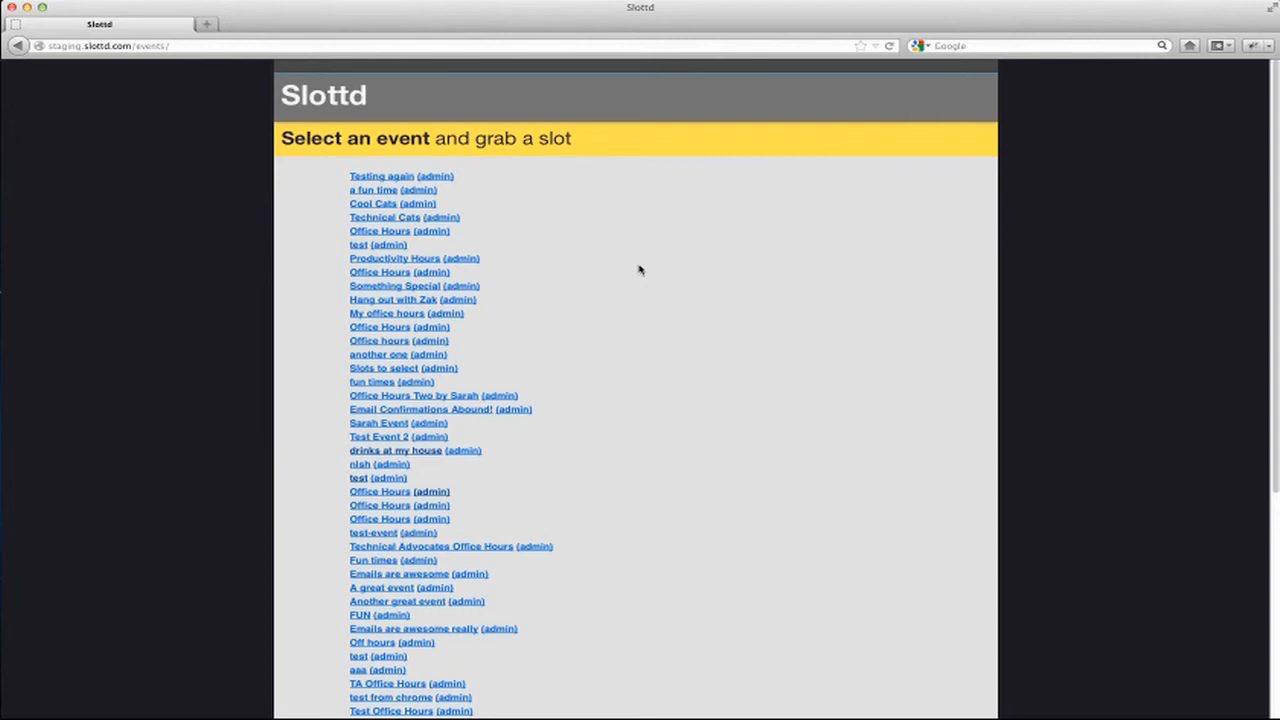 Slottd
Slottd
staging.slottd.com/events/
Google
Slottd
Select an event and grab a slot
Testing again (admin)
a fun time (admin)
Cool Cats (admin)
Technical Cats (admin)
Office Hours (admin)
test (admin)
Productivity Hours (admin)
Office Hours (admin)
Something Special (admin)
Hang out with Zak (admin)
My office hours (admin)
Office Hours (admin)
Office hours (admin)
another one (admin)
Slots to select (admin)
fun times (admin)
Office Hours Two by Sarah (admin)
Email Confirmations Abound! (admin)
Sarah Event (admin)
Test Event 2 (admin)
drinks at my house (admin)
nish (admin)
test (admin)
Office Hours (admin)
Office Hours (admin)
Office Hours (admin)
test-event (admin)
Technical Advocates Office Hours (admin)
Fun times (admin)
Emails are awesome (admin)
A great event (admin)
Another great event (admin)
FUN (admin)
Emails are awesome really (admin)
Off hours (admin)
test (admin)
aaa (admin)
TA Office Hours (admin)
test from chrome (admin)
Test Office Hours (admin)